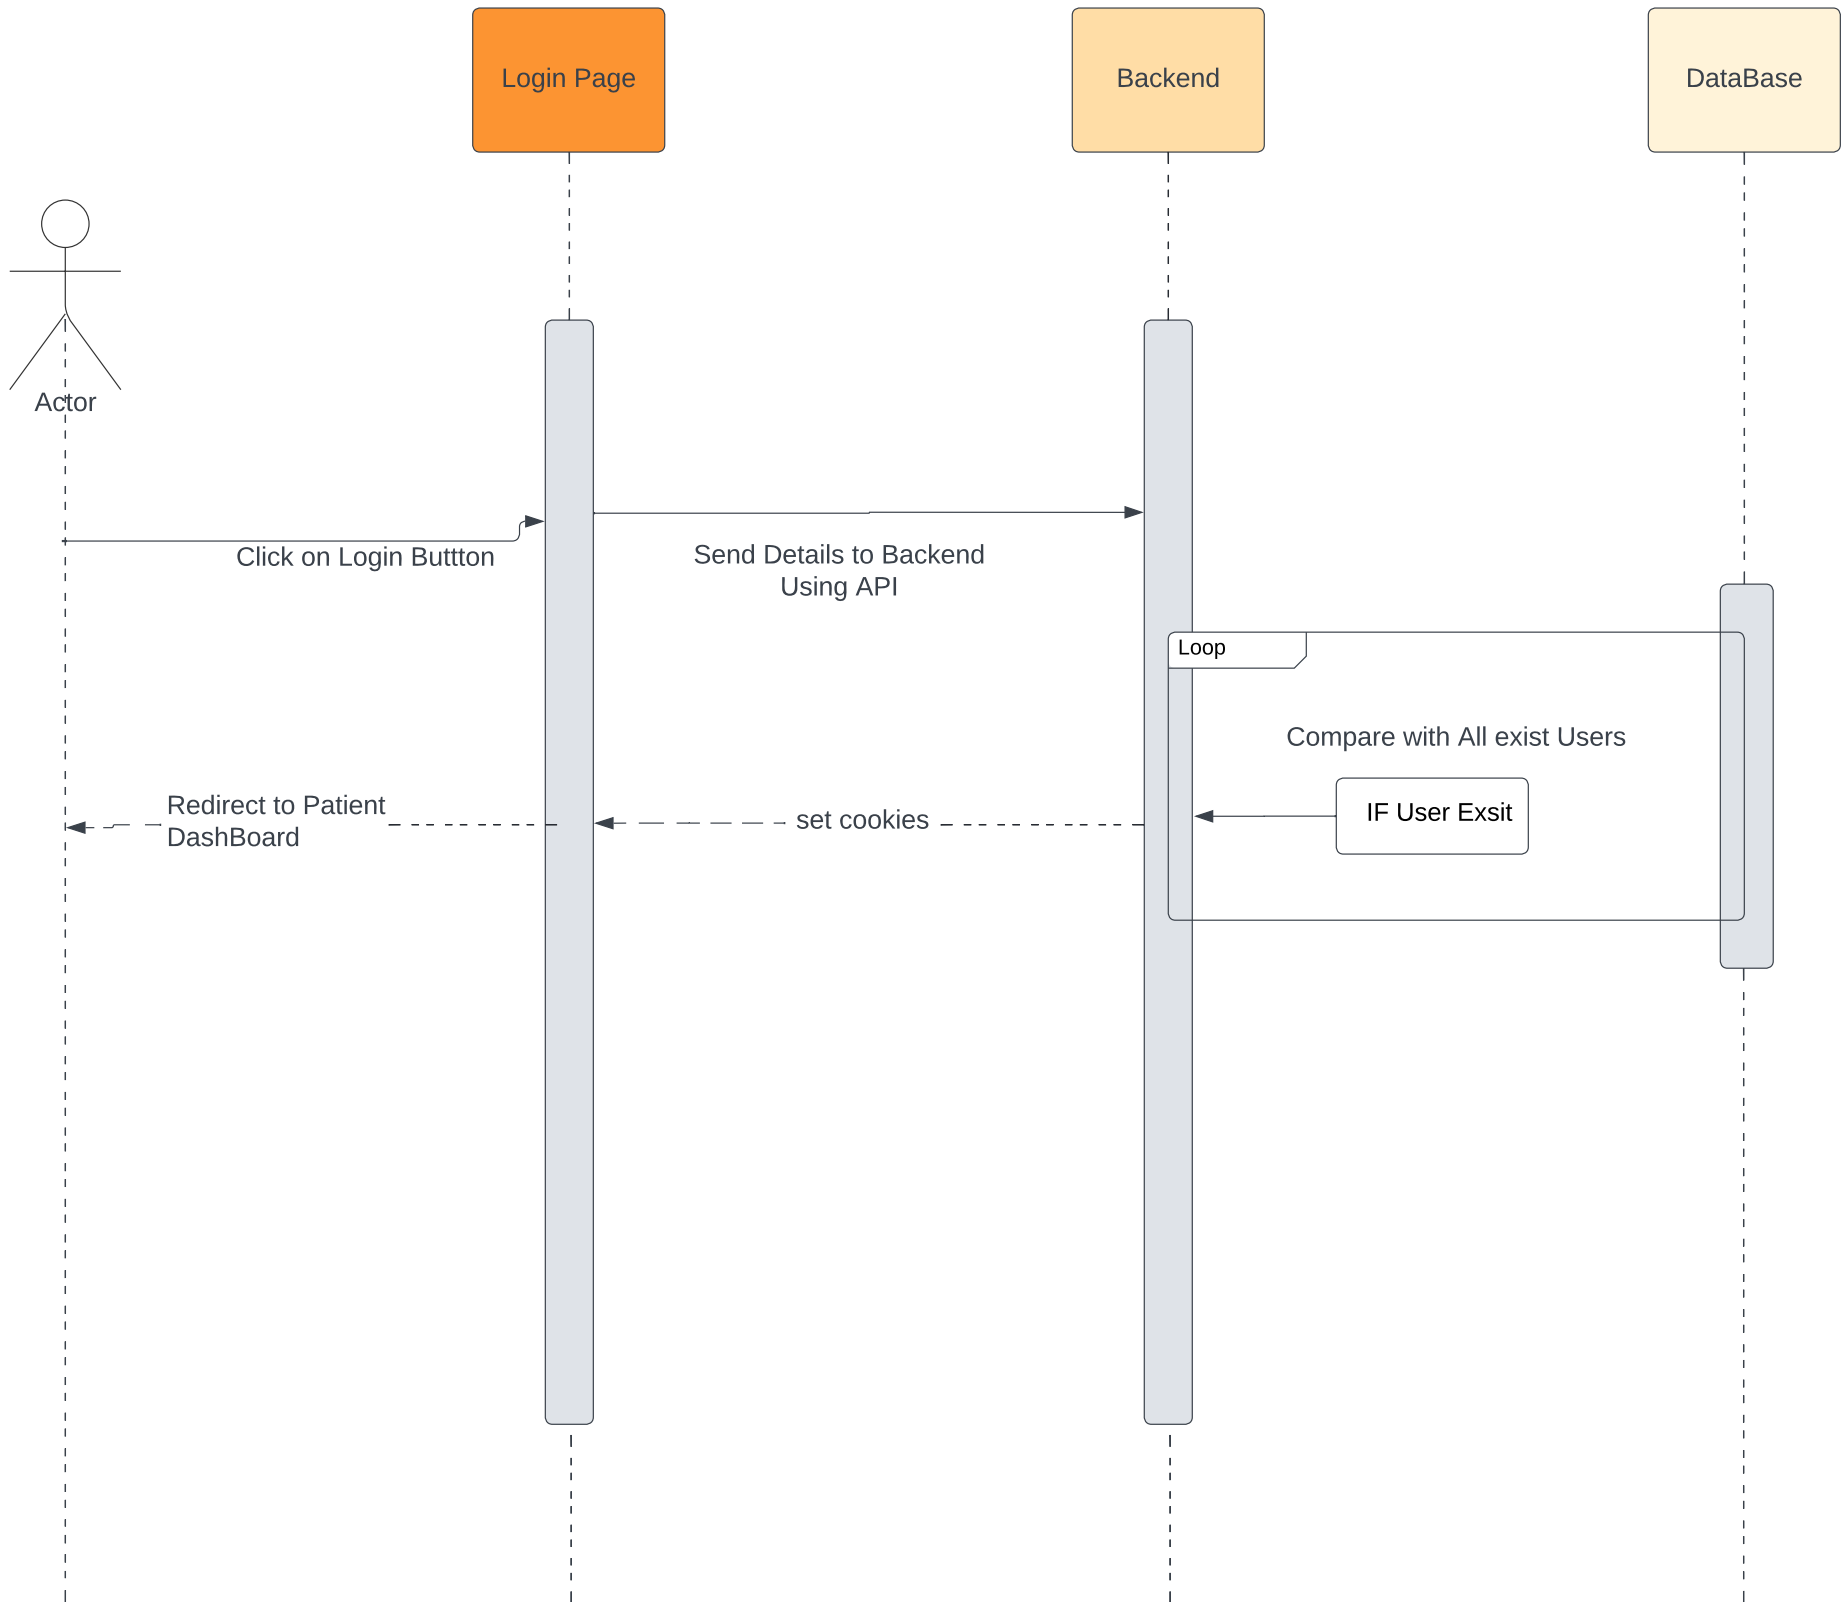 Login Page
Backend
DataBase
Actor
Click on Login Buttton
Send Details to Backend
Using API
Loop
Compare with All exist Users
IF User Exsit
set cookies
Redirect to Patient
DashBoard